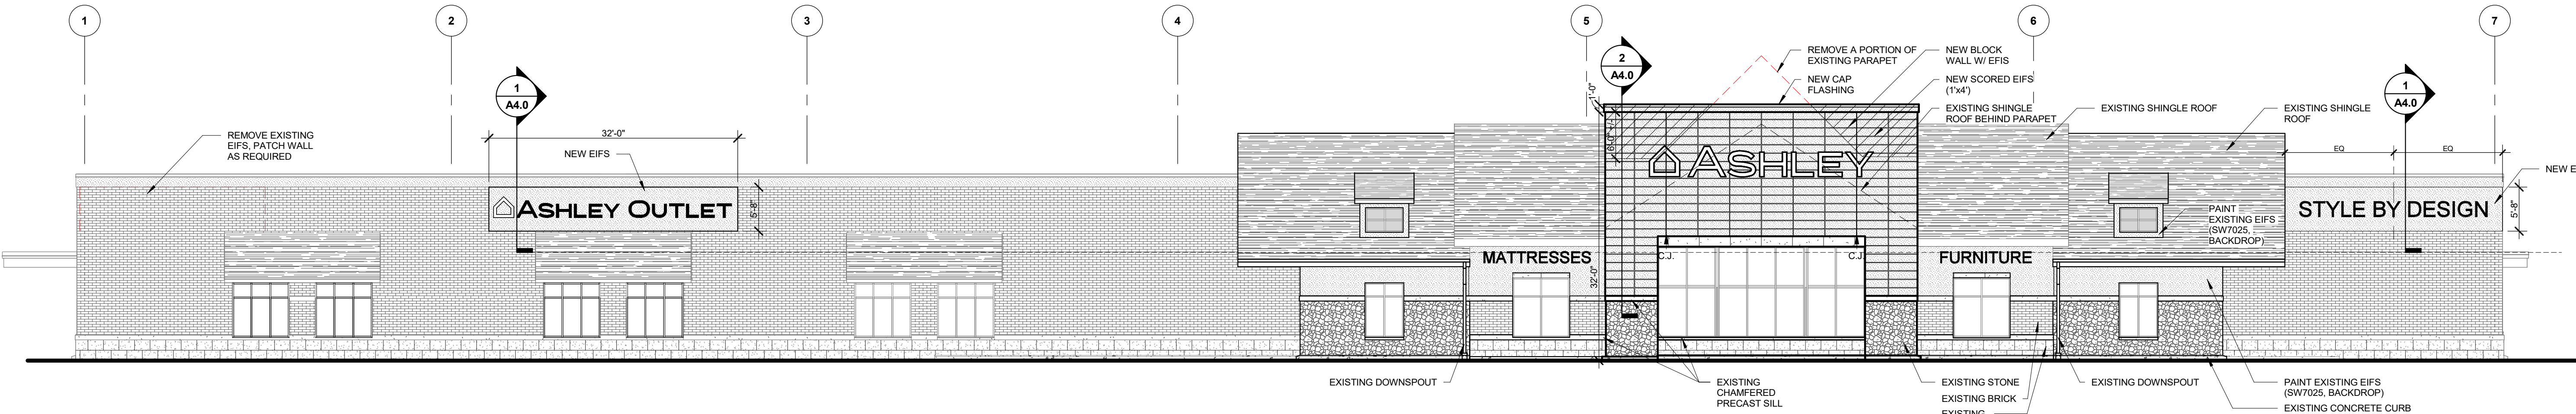 1
2
3
4
5
6
7
2
A4.0
1
A4.0
1
A4.0
REMOVE A PORTION OF
EXISTING PARAPET
NEW CAP
FLASHING
NEW BLOCK
WALL W/ EFIS
NEW SCORED EIFS
(1'x4')
EXISTING SHINGLE
ROOF BEHIND PARAPET
EXISTING SHINGLE ROOF
EXISTING SHINGLE
ROOF
REMOVE EXISTING
EIFS, PATCH WALL
AS REQUIRED
32'-0"
NEW EIFS
5'-8"
ASHLEY OUTLET
1'-0"
6'-0" +/-
ASHLEY
EQ
EQ
NEW E
5'-8"
STYLE BY DESIGN
PAINT
EXISTING EIFS
(SW7025,
BACKDROP)
MATTRESSES
32'-0"
C.J.
C.J.
FURNITURE
EXISTING DOWNSPOUT
EXISTING
CHAMFERED
PRECAST SILL
EXISTING STONE
EXISTING BRICK
EXISTING
EXISTING DOWNSPOUT
PAINT EXISTING EIFS
(SW7025, BACKDROP)
EXISTING CONCRETE CURB